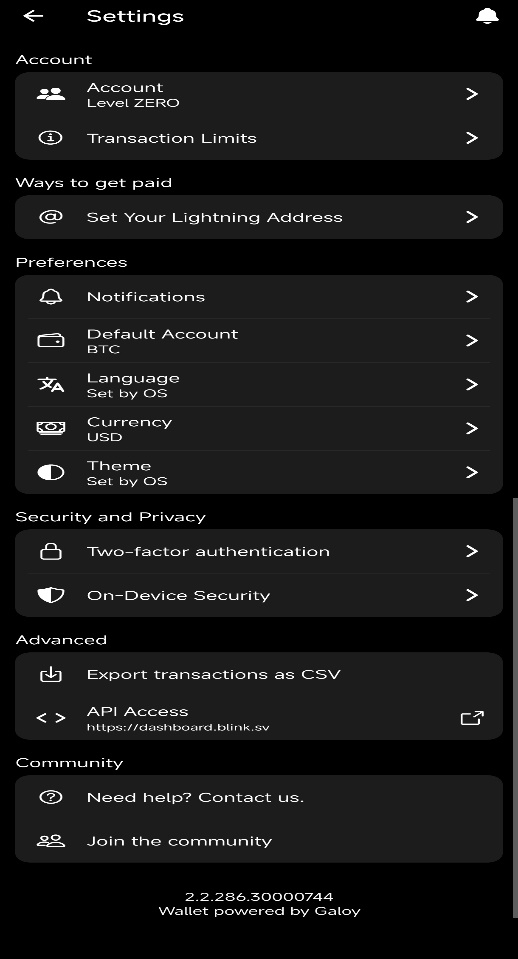 Settings
Account
Account
Level ZERO
Transaction Limits
Ways to get paid
@ Set Your Lightning Address
Preferences
Notifications
Default Account
BTC
Language
Set by OS
Currency
USD
Theme
Set by OS
Security and Privacy
Two-factor authentication
On-Device Security
Advanced
Export transactions as CSV
API Access
https://dashboard.blink.sv
Community
Need help? Contact us.
Join the community
2.2.286.30000744
Wallet powered by Galoy